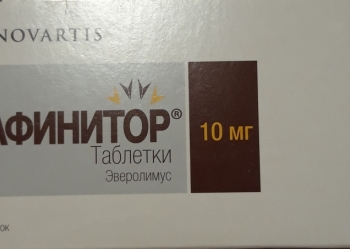 NOVARTIS
АФИНИТОР®
10 мг
Таблетки
Эверолимус